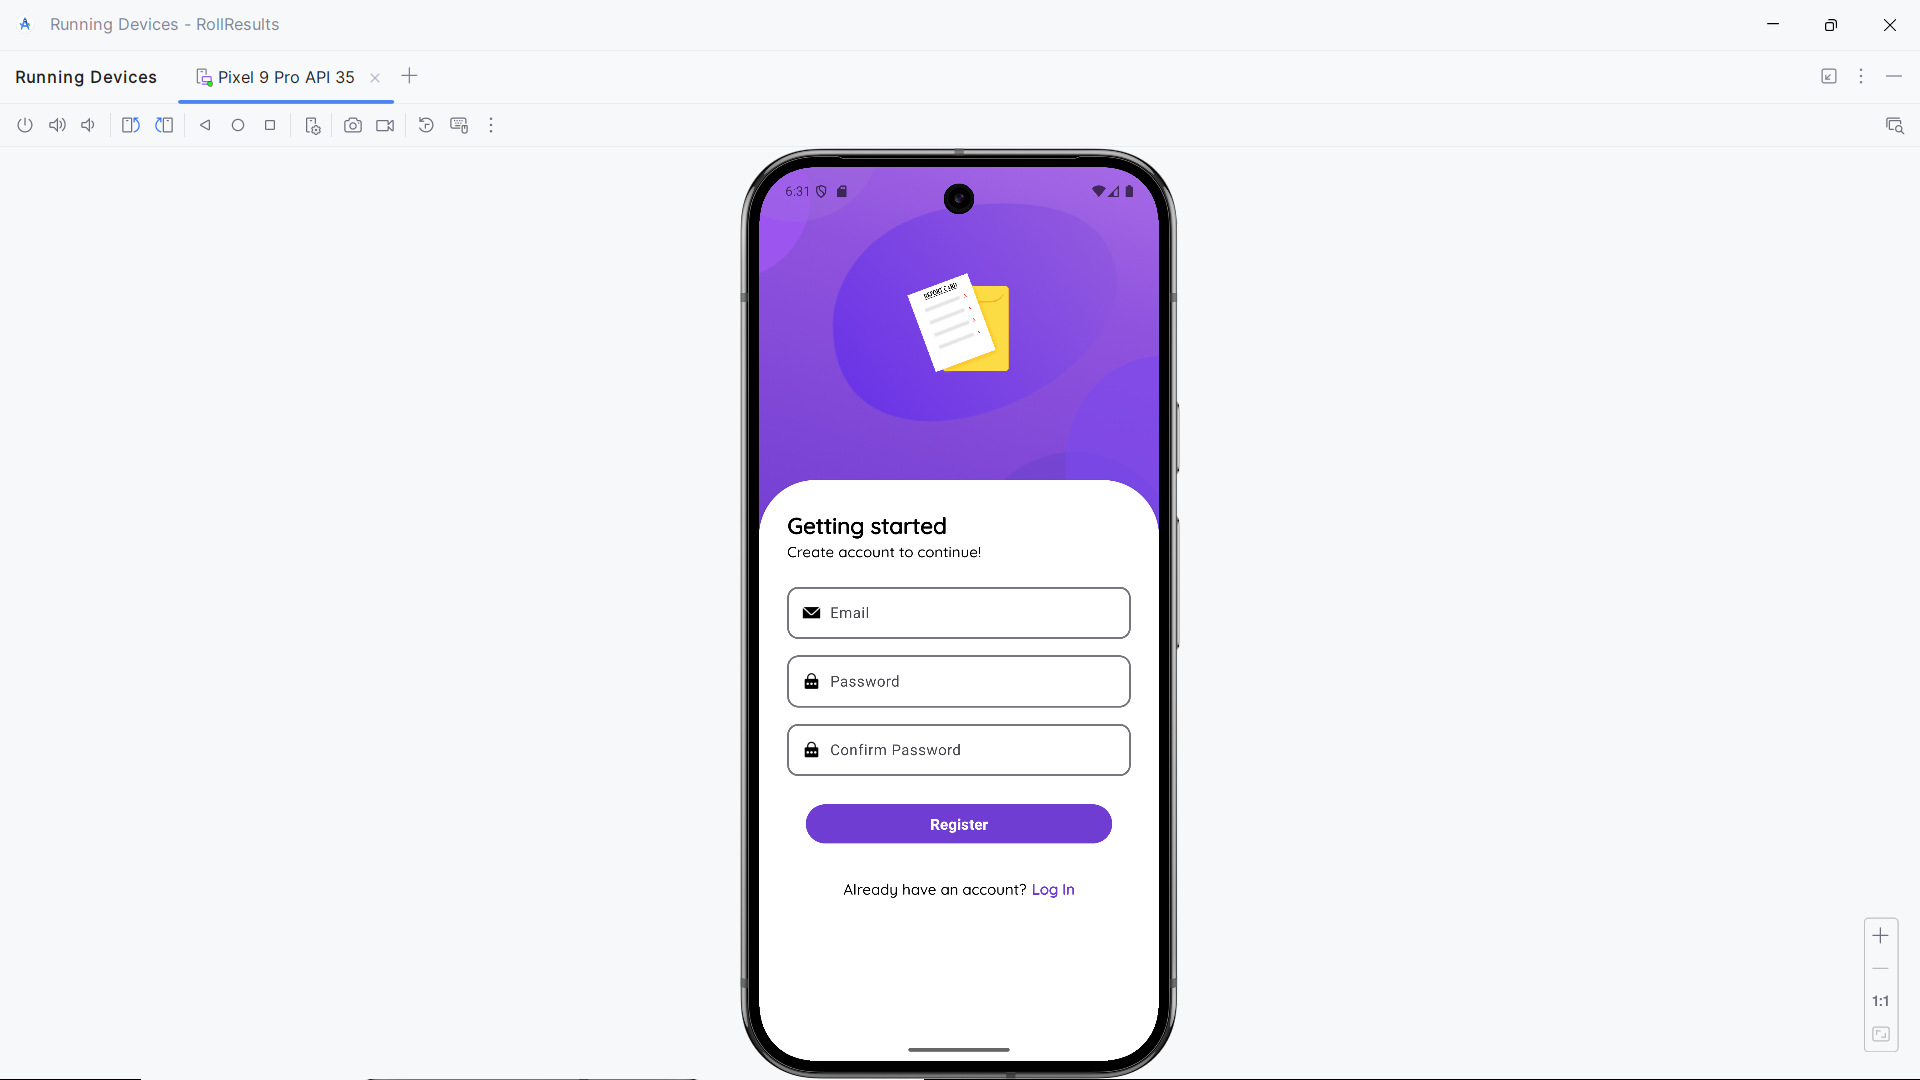 Running Devices - RollResults
Running Devices
Pixel 9 Pro API 35
6:31
REPORT CARD
Getting started
Create account to continue!
Email
Password
Confirm Password
Register
Already have an account? Log In
1:1